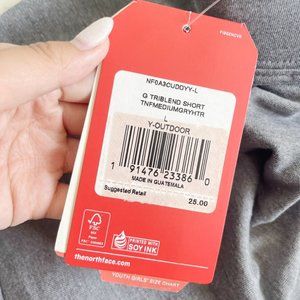 NF0A3CUDDYY-L
G TRIBLEND SHORT
TNFMEDIUMGRYHTR
L
Y-OUTDOOR
1 91476 23386 0
MADE IN GUATEMALA
Suggested Retail
25.00
FSC
PRINTED WITH
SOY INK
thenorthface.com
YOUTH GIRLS' SIZE CHART